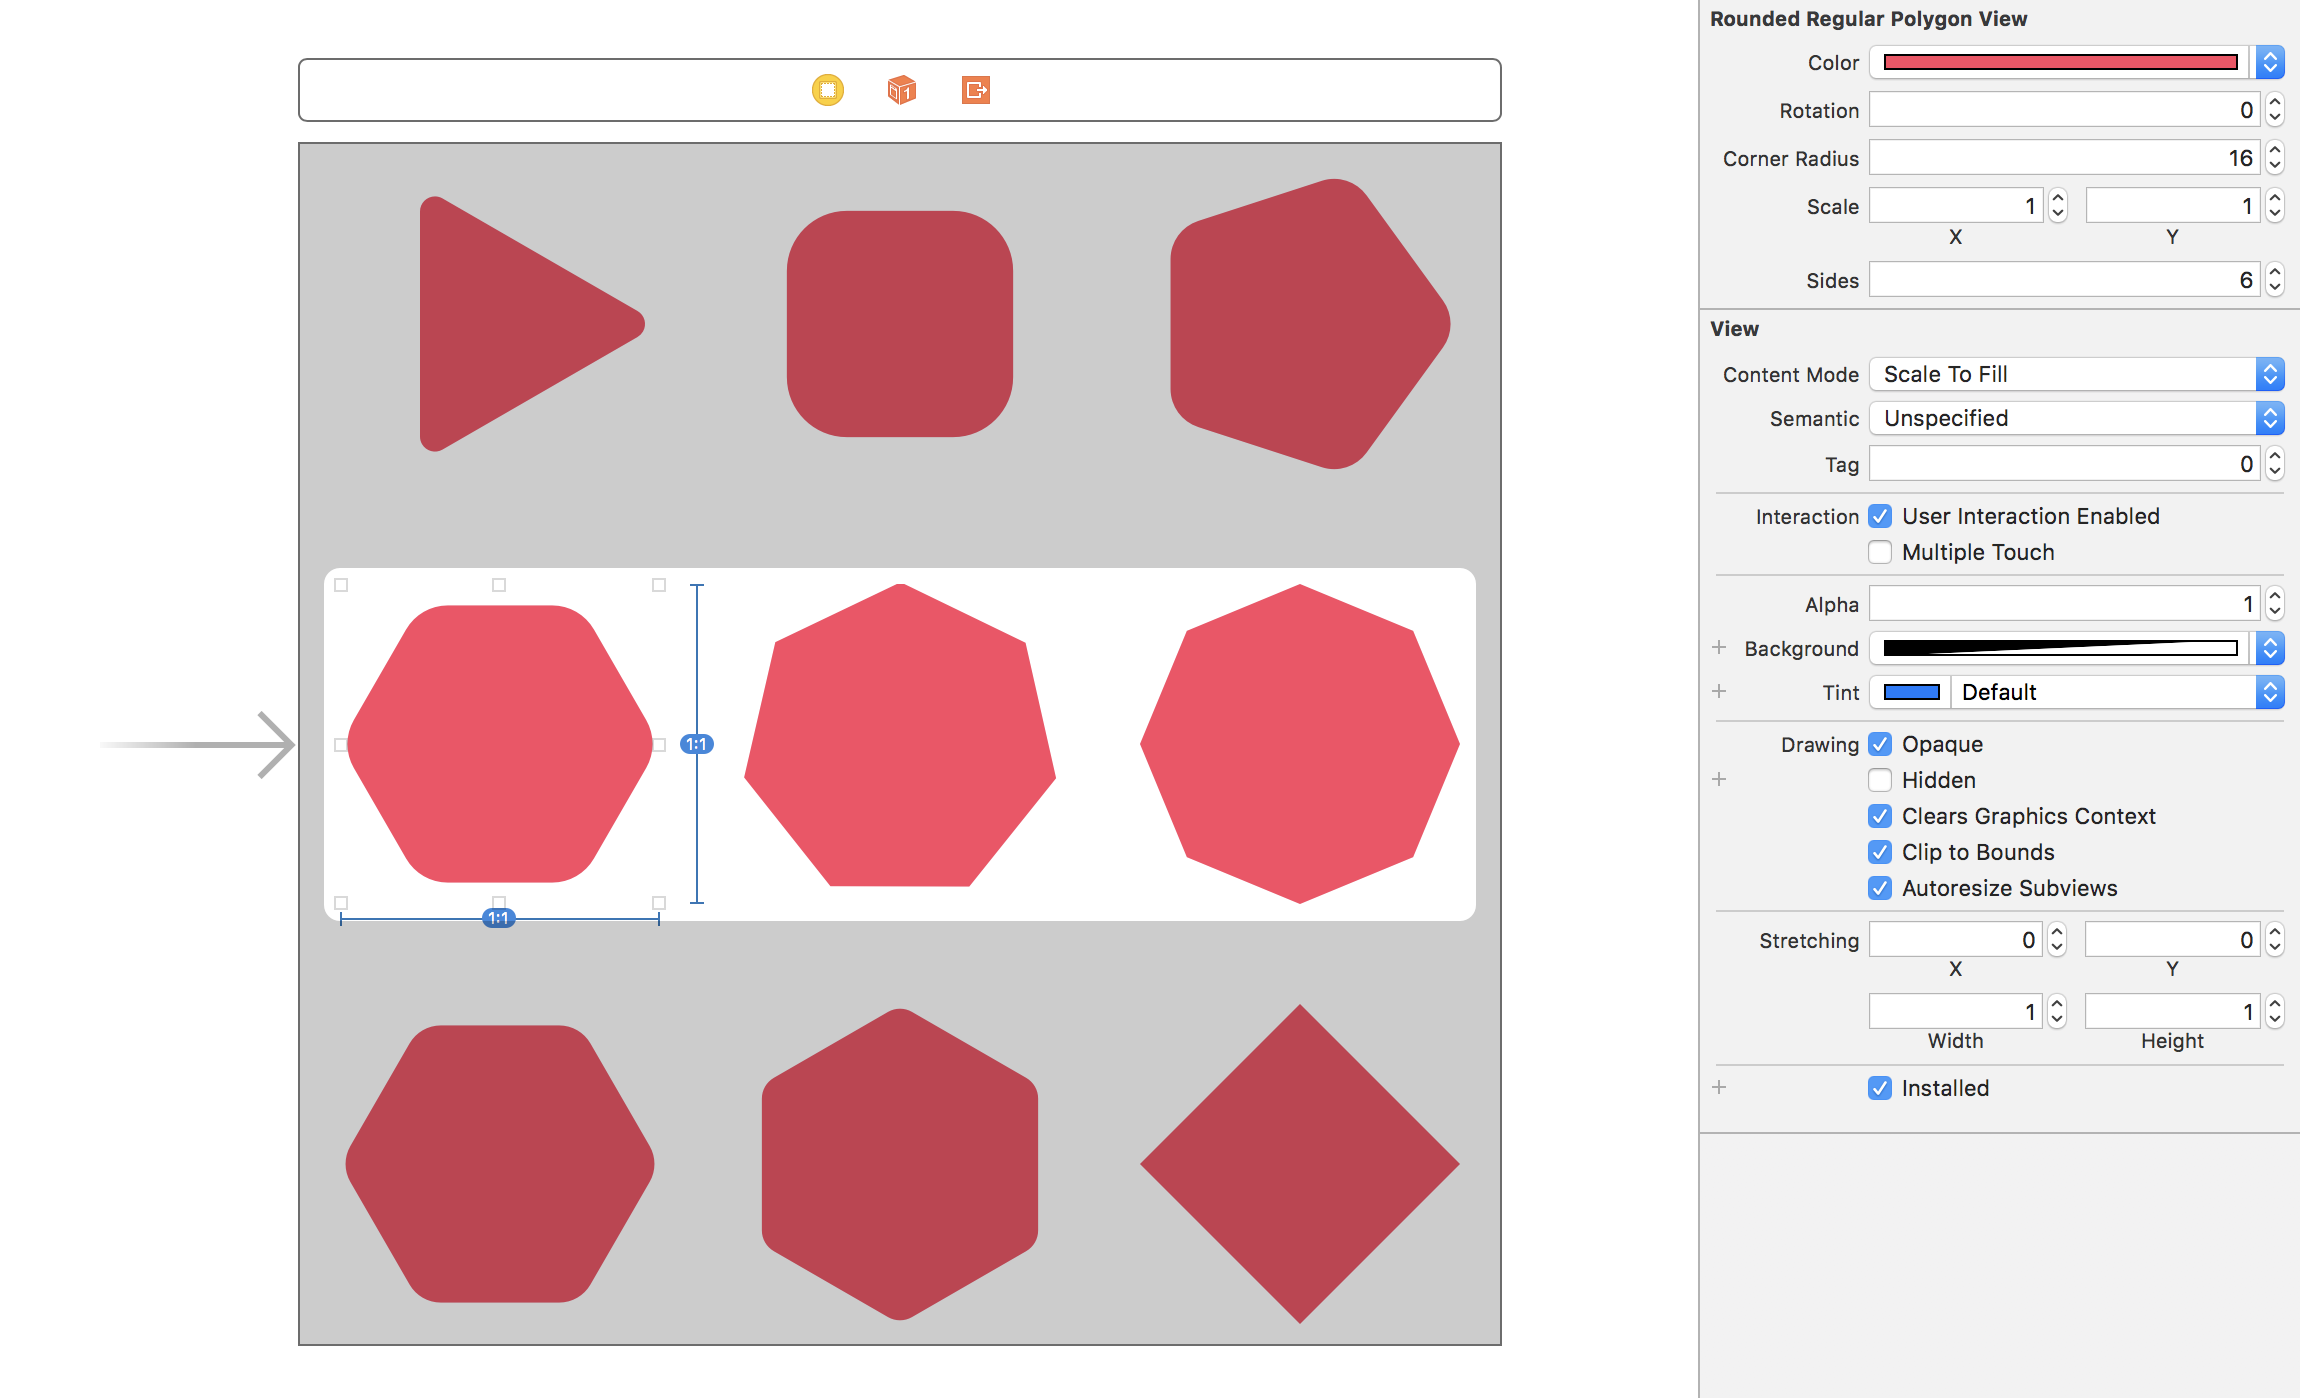 1
1:1
1:1
Rounded Regular Polygon View
Color
Rotation 0
Corner Radius 16
Scale 1 1
X Y
Sides 6
View
Content Mode Scale To Fill
Semantic Unspecified
Tag 0
Interaction User Interaction Enabled
Multiple Touch
Alpha 1
+ Background
+ Tint Default
Drawing Opaque
+ Hidden
Clears Graphics Context
Clip to Bounds
Autoresize Subviews
Stretching 0 0
X Y
1 1
Width Height
+ Installed